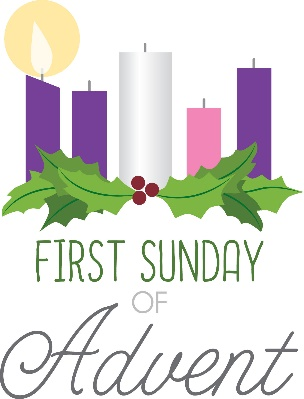 FIRST SUNDAY
OF
Advent